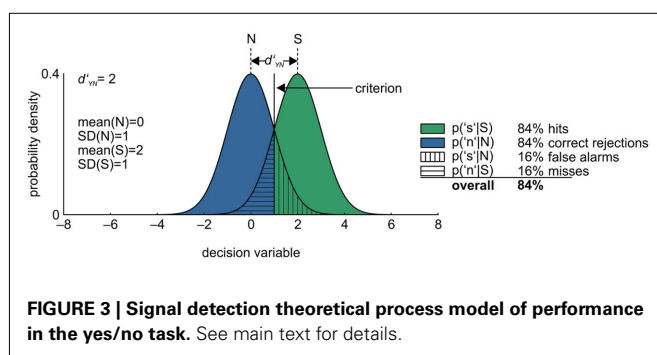 N S
d'YN
criterion
0.4
d'YN= 2
mean(N)=0
SD(N)=1
mean(S)=2
SD(S)=1
probability density
0
−8 −6 −4 −2 0 2 4 6 8
decision variable
p('s'|S) 84% hits
p('n'|N) 84% correct rejections
p('s'|N) 16% false alarms
p('n'|S) 16% misses
overall 84%
FIGURE 3 | Signal detection theoretical process model of performance
in the yes/no task. See main text for details.